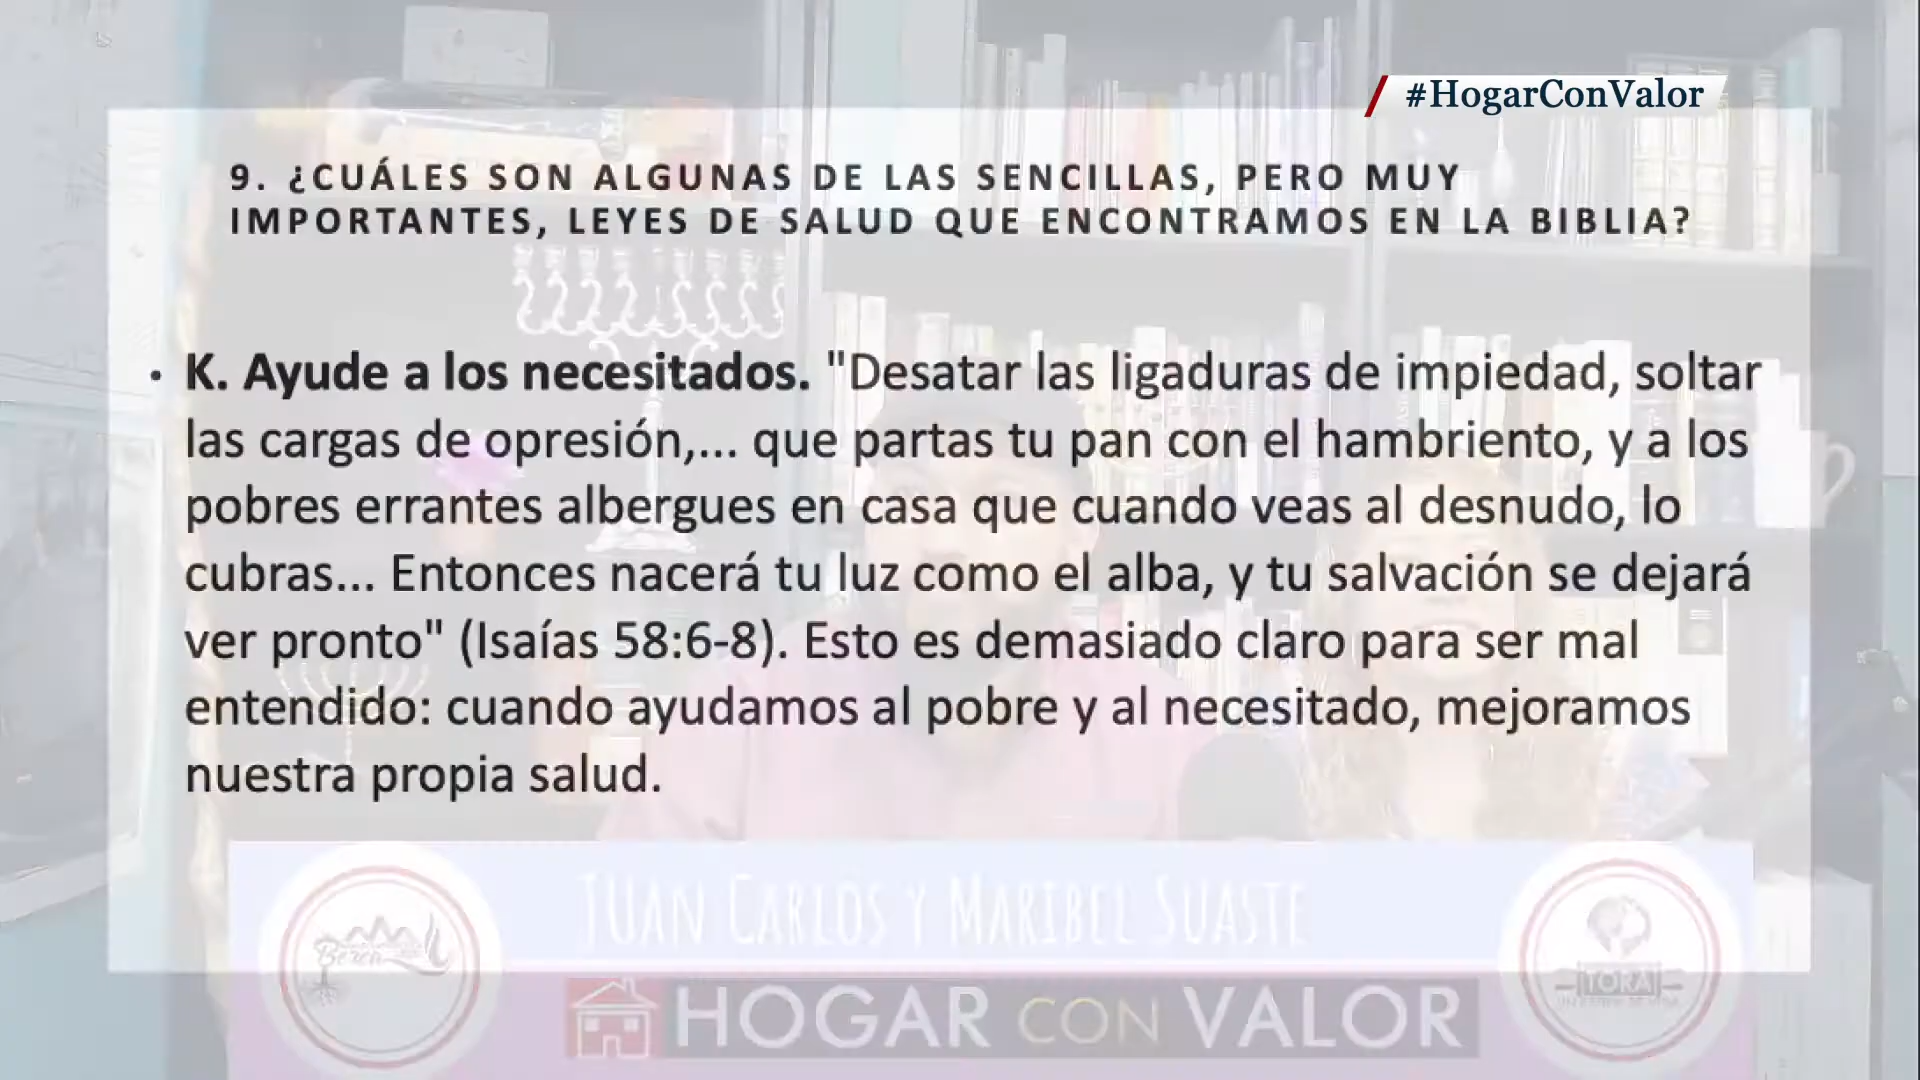 #HogarConValor
9. ¿CUÁLES SON ALGUNAS DE LAS SENCILLAS, PERO MUY
IMPORTANTES, LEYES DE SALUD QUE ENCONTRAMOS EN LA BIBLIA?
• K. Ayude a los necesitados. "Desatar las ligaduras de impiedad, soltar
las cargas de opresión,... que partas tu pan con el hambriento, y a los
pobres errantes albergues en casa que cuando veas al desnudo, lo
cubras... Entonces nacerá tu luz como el alba, y tu salvación se dejará
ver pronto" (Isaías 58:6-8). Esto es demasiado claro para ser mal
entendido: cuando ayudamos al pobre y al necesitado, mejoramos
nuestra propia salud.
JUAN CARLOS Y MARIBEL SUASTE
TORA
HOGAR CON VALOR